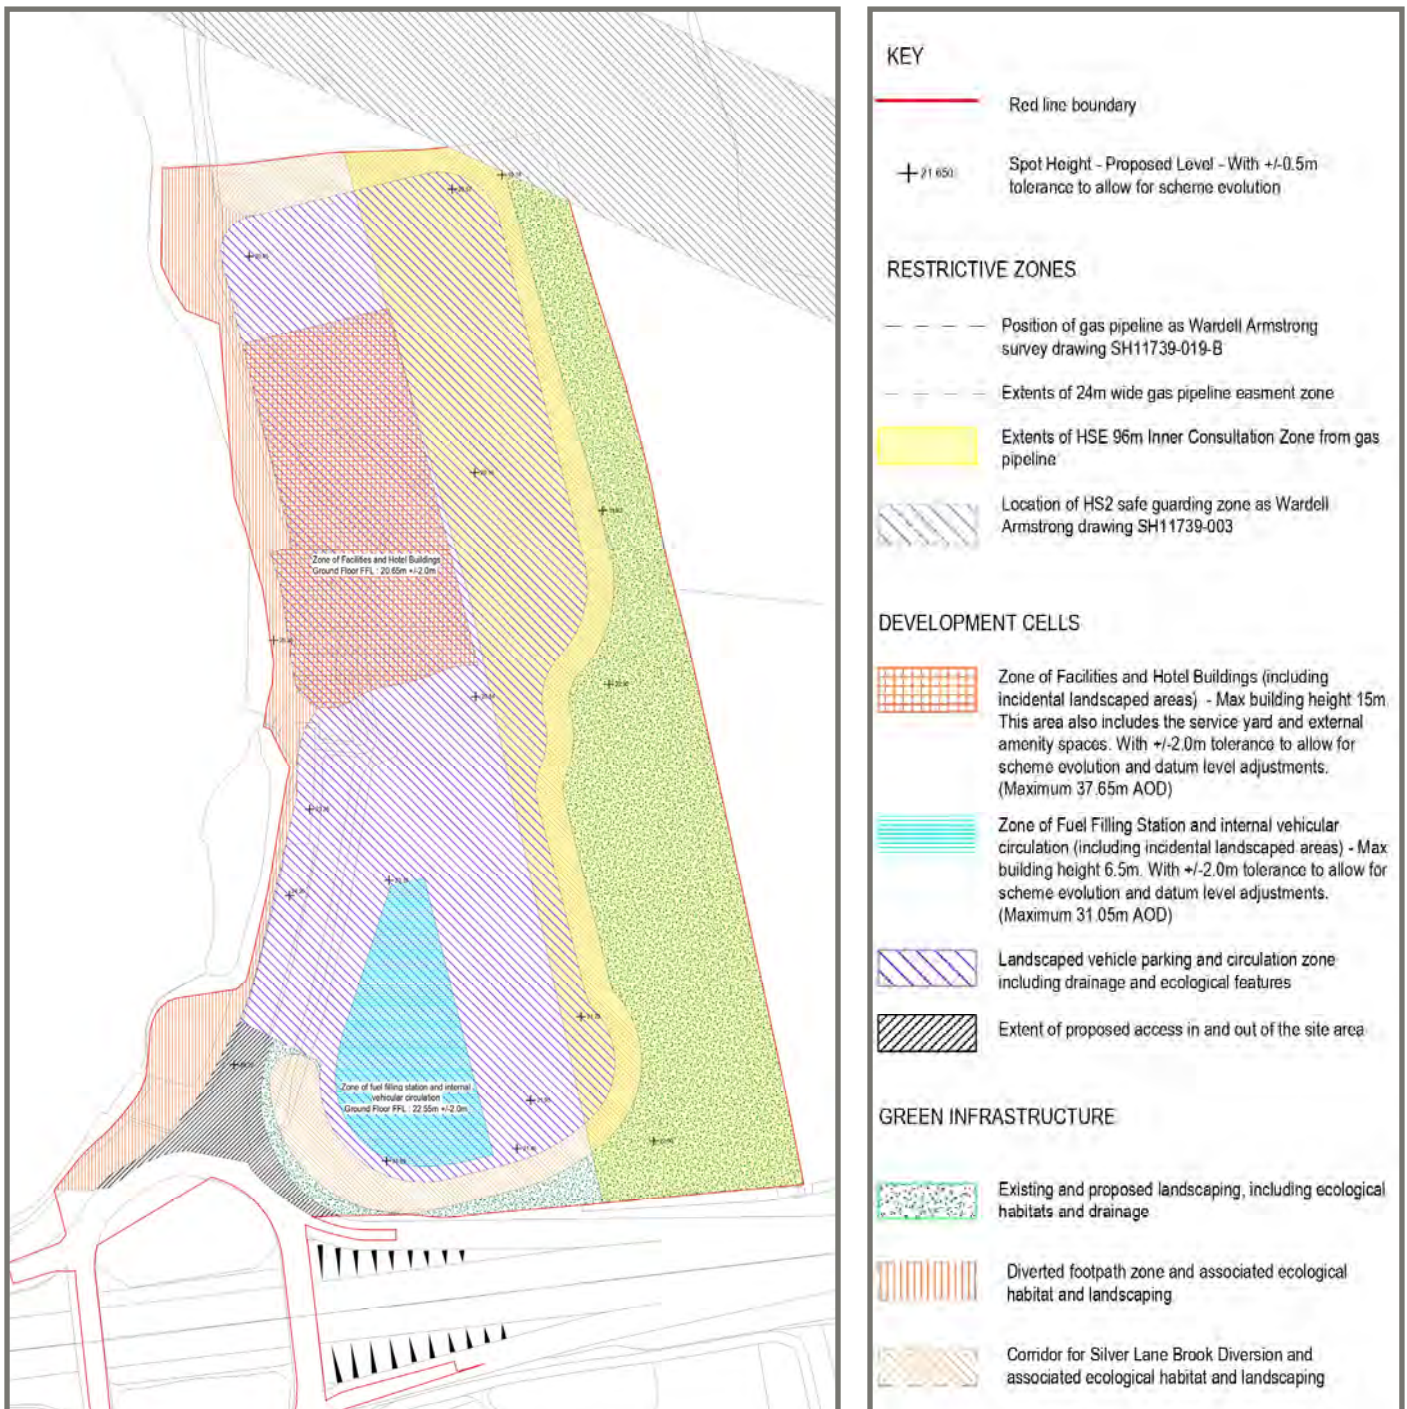 Zone of Facilities and Hotel Buildings
Ground Floor FFL : 20.65m +/-2.0m
Zone of fuel filling station and internal
vehicular circulation
Ground Floor FFL : 22.55m +/-2.0m
KEY
Red line boundary
21.650
Spot Height - Proposed Level - With +/-0.5m
tolerance to allow for scheme evolution
RESTRICTIVE ZONES
Position of gas pipeline as Wardell Armstrong
survey drawing SH11739-019-B
Extents of 24m wide gas pipeline easment zone
Extents of HSE 96m Inner Consultation Zone from gas
pipeline
Location of HS2 safe guarding zone as Wardell
Armstrong drawing SH11739-003
DEVELOPMENT CELLS
Zone of Facilities and Hotel Buildings (including
incidental landscaped areas) - Max building height 15m
This area also includes the service yard and external
amenity spaces. With +/-2.0m tolerance to allow for
scheme evolution and datum level adjustments.
(Maximum 37.65m AOD)
Zone of Fuel Filling Station and internal vehicular
circulation (including incidental landscaped areas) - Max
building height 6.5m. With +/-2.0m tolerance to allow for
scheme evolution and datum level adjustments.
(Maximum 31.05m AOD)
Landscaped vehicle parking and circulation zone
including drainage and ecological features
Extent of proposed access in and out of the site area
GREEN INFRASTRUCTURE
Existing and proposed landscaping, including ecological
habitats and drainage
Diverted footpath zone and associated ecological
habitat and landscaping
Corridor for Silver Lane Brook Diversion and
associated ecological habitat and landscaping